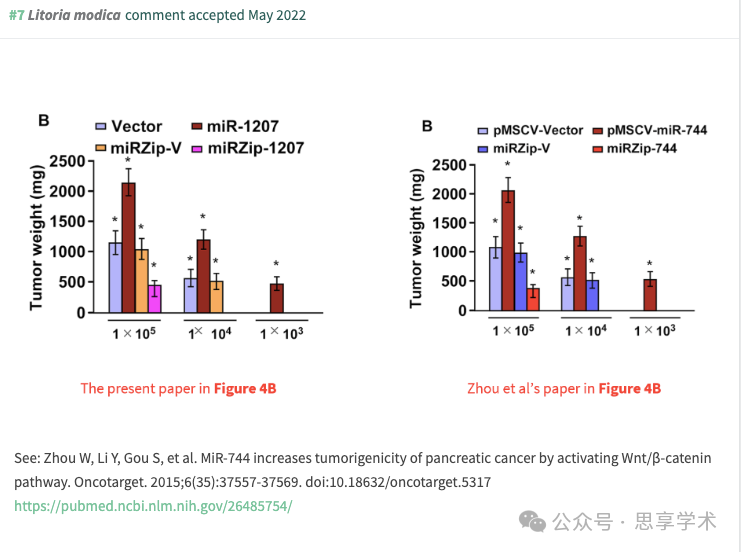 #7 Litoria modica comment accepted May 2022
B
Vector miR-1207
miRZip-V miRZip-1207
Tumor weight (mg)
2500
2000
1500
1000
500
0
* * * *
* * *
*
1 × 10⁵ 1× 10⁴ 1 × 10³
The present paper in Figure 4B
B
pMSCV-Vector pMSCV-miR-744
miRZip-V miRZip-744
Tumor weight (mg)
2500
2000
1500
1000
500
0
* * * *
* * *
*
1 × 10⁵ 1 × 10⁴ 1 × 10³
Zhou et al’s paper in Figure 4B
See: Zhou W, Li Y, Gou S, et al. MiR-744 increases tumorigenicity of pancreatic cancer by activating Wnt/β-catenin
pathway. Oncotarget. 2015;6(35):37557-37569. doi:10.18632/oncotarget.5317
https://pubmed.ncbi.nlm.nih.gov/26485754/
公众号 · 思享学术